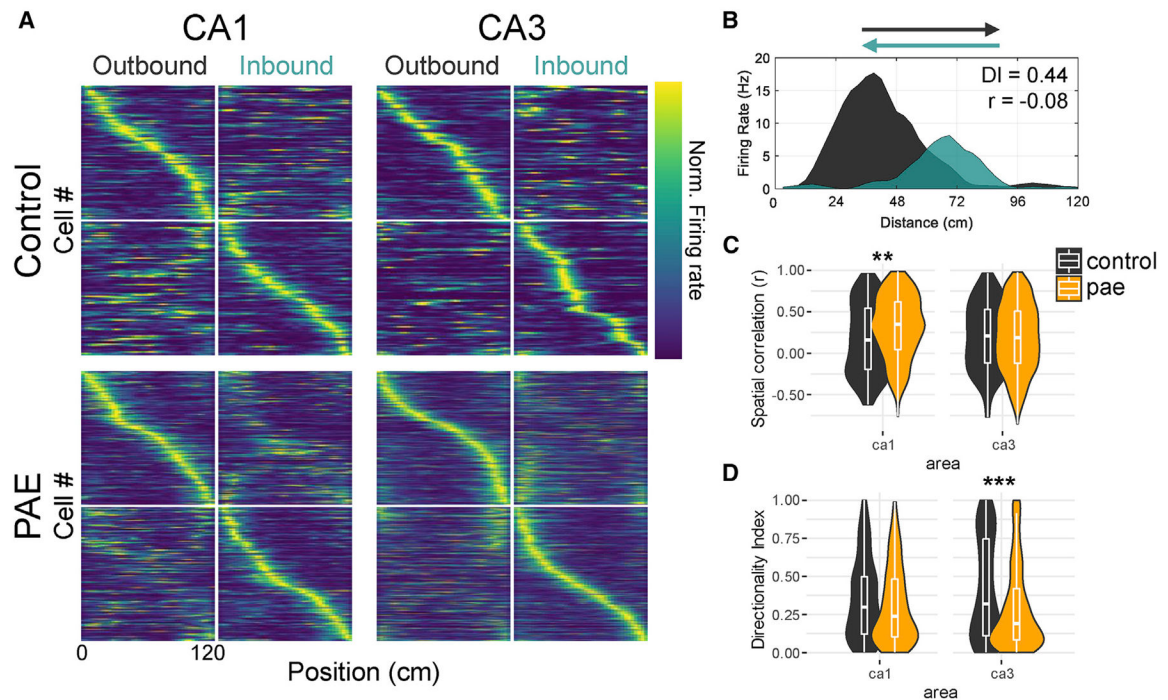 A
CA1
CA3
Outbound
Inbound
Outbound
Inbound
Control
Cell #
PAE
Cell #
0
120
Position (cm)
Norm. Firing rate
B
DI = 0.44
r = -0.08
Firing Rate (Hz)
20
15
10
5
0
0
24
48
72
96
120
Distance (cm)
C
control
pae
**
Spatial correlation (r)
1.00
0.50
0.00
-0.50
ca1
ca3
area
D
***
Directionality Index
1.00
0.75
0.50
0.25
0.00
ca1
ca3
area